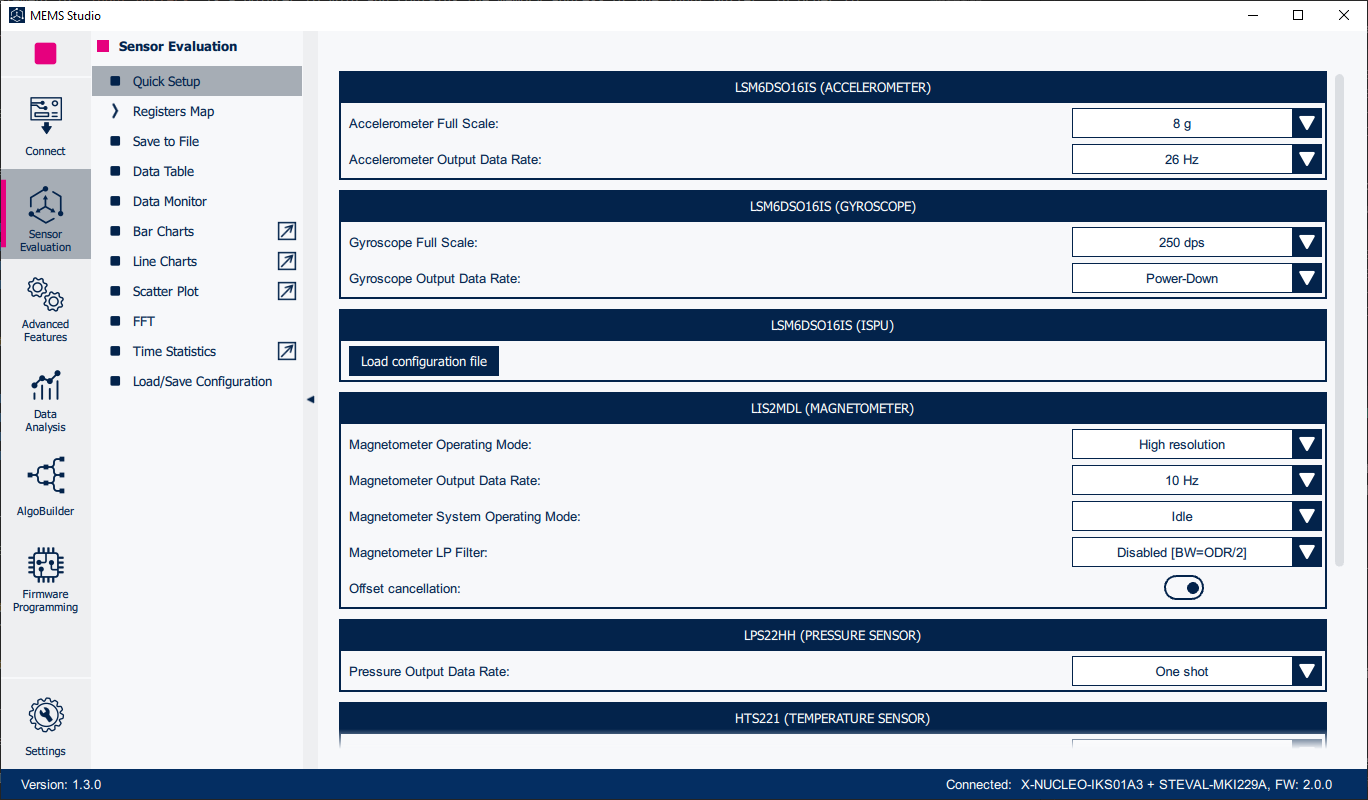 MEMS Studio
Connect
Sensor
Evaluation
Advanced
Features
Data
Analysis
AlgoBuilder
Firmware
Programming
Settings
Sensor Evaluation
Quick Setup
Registers Map
Save to File
Data Table
Data Monitor
Bar Charts
Line Charts
Scatter Plot
FFT
Time Statistics
Load/Save Configuration
LSM6DSO16IS (ACCELEROMETER)
Accelerometer Full Scale: 8 g
Accelerometer Output Data Rate: 26 Hz
LSM6DSO16IS (GYROSCOPE)
Gyroscope Full Scale: 250 dps
Gyroscope Output Data Rate: Power-Down
LSM6DSO16IS (ISPU)
Load configuration file
LIS2MDL (MAGNETOMETER)
Magnetometer Operating Mode: High resolution
Magnetometer Output Data Rate: 10 Hz
Magnetometer System Operating Mode: Idle
Magnetometer LP Filter: Disabled [BW=ODR/2]
Offset cancellation:
LPS22HH (PRESSURE SENSOR)
Pressure Output Data Rate: One shot
HTS221 (TEMPERATURE SENSOR)
Version: 1.3.0
Connected: X-NUCLEO-IKS01A3 + STEVAL-MKI229A, FW: 2.0.0